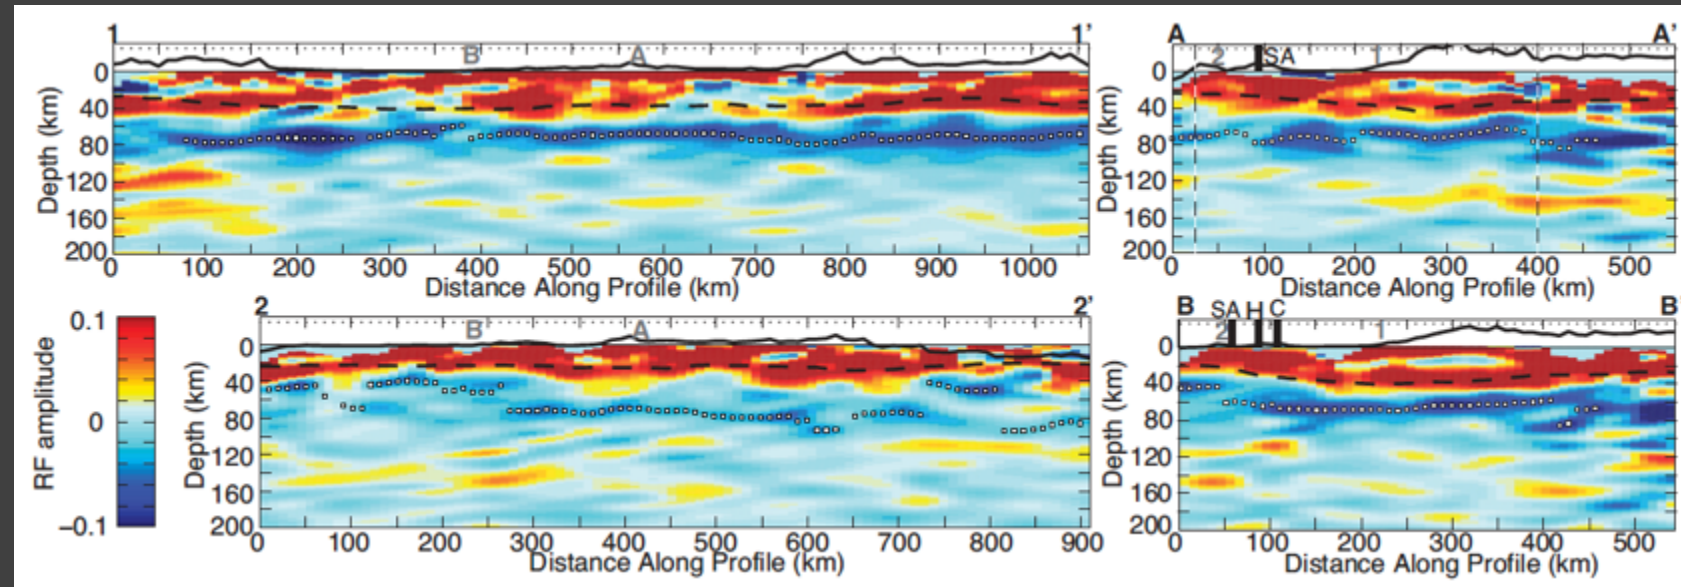 1 1'
B A
0
40
80
120
160
200
Depth (km)
0 100 200 300 400 500 600 700 800 900 1000
Distance Along Profile (km)
A A'
2 SA 1
0
40
80
120
160
200
Depth (km)
0 100 200 300 400 500
Distance Along Profile (km)
0.1
0
−0.1
RF amplitude
2 2'
B A
0
40
80
120
160
200
Depth (km)
0 100 200 300 400 500 600 700 800 900
Distance Along Profile (km)
B SA H C B'
2 1
0
40
80
120
160
200
Depth (km)
0 100 200 300 400 500
Distance Along Profile (km)